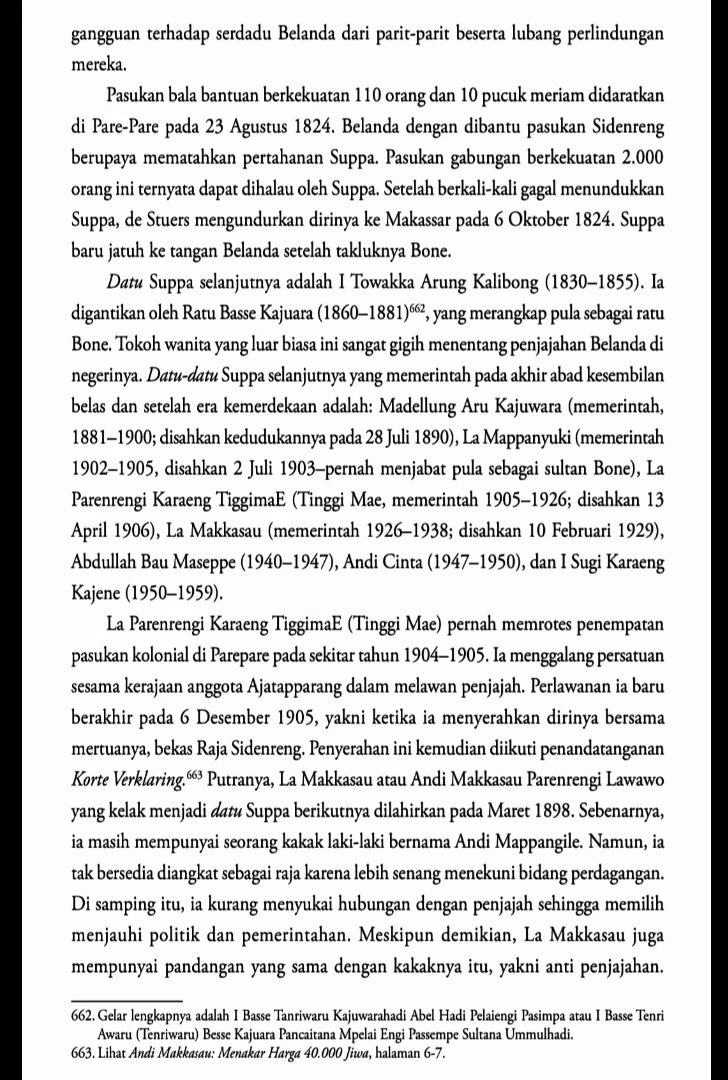 gangguan terhadap serdadu Belanda dari parit-parit beserta lubang perlindungan
mereka.
Pasukan bala bantuan berkekuatan 110 orang dan 10 pucuk meriam didaratkan
di Pare-Pare pada 23 Agustus 1824. Belanda dengan dibantu pasukan Sidenreng
berupaya mematahkan pertahanan Suppa. Pasukan gabungan berkekuatan 2.000
orang ini ternyata dapat dihalau oleh Suppa. Setelah berkali-kali gagal menundukkan
Suppa, de Stuers mengundurkan dirinya ke Makassar pada 6 Oktober 1824. Suppa
baru jatuh ke tangan Belanda setelah takluknya Bone.
Datu Suppa selanjutnya adalah I Towakka Arung Kalibong (1830–1855). Ia
digantikan oleh Ratu Basse Kajuara (1860–1881)662, yang merangkap pula sebagai ratu
Bone. Tokoh wanita yang luar biasa ini sangat gigih menentang penjajahan Belanda di
negerinya. Datu-datu Suppa selanjutnya yang memerintah pada akhir abad kesembilan
belas dan setelah era kemerdekaan adalah: Madellung Aru Kajuwara (memerintah,
1881–1900; disahkan kedudukannya pada 28 Juli 1890), La Mappanyuki (memerintah
1902–1905, disahkan 2 Juli 1903–pernah menjabat pula sebagai sultan Bone), La
Parenrengi Karaeng TiggimaE (Tinggi Mae, memerintah 1905–1926; disahkan 13
April 1906), La Makkasau (memerintah 1926–1938; disahkan 10 Februari 1929),
Abdullah Bau Maseppe (1940–1947), Andi Cinta (1947–1950), dan I Sugi Karaeng
Kajene (1950–1959).
La Parenrengi Karaeng TiggimaE (Tinggi Mae) pernah memrotes penempatan
pasukan kolonial di Parepare pada sekitar tahun 1904–1905. Ia menggalang persatuan
sesama kerajaan anggota Ajatapparang dalam melawan penjajah. Perlawanan ia baru
berakhir pada 6 Desember 1905, yakni ketika ia menyerahkan dirinya bersama
mertuanya, bekas Raja Sidenreng. Penyerahan ini kemudian diikuti penandatanganan
Korte Verklaring.663 Putranya, La Makkasau atau Andi Makkasau Parenrengi Lawawo
yang kelak menjadi datu Suppa berikutnya dilahirkan pada Maret 1898. Sebenarnya,
ia masih mempunyai seorang kakak laki-laki bernama Andi Mappangile. Namun, ia
tak bersedia diangkat sebagai raja karena lebih senang menekuni bidang perdagangan.
Di samping itu, ia kurang menyukai hubungan dengan penjajah sehingga memilih
menjauhi politik dan pemerintahan. Meskipun demikian, La Makkasau juga
mempunyai pandangan yang sama dengan kakaknya itu, yakni anti penjajahan.
662. Gelar lengkapnya adalah I Basse Tanriwaru Kajuwarahadi Abel Hadi Pelaiengi Pasimpa atau I Basse Tenri
Awaru (Tenriwaru) Besse Kajuara Pancaitana Mpelai Engi Passempe Sultana Ummulhadi.
663. Lihat Andi Makkasau: Menakar Harga 40.000 Jiwa, halaman 6-7.